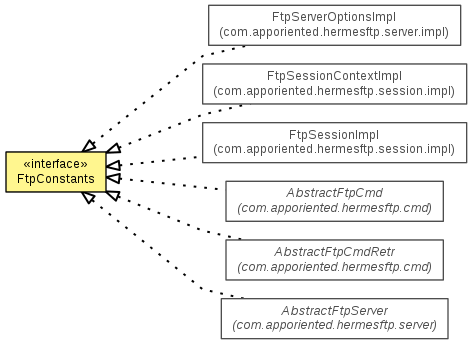 FtpServerOptionsImpl
(com.apporiented.hermesftp.server.impl)
FtpSessionContextImpl
(com.apporiented.hermesftp.session.impl)
FtpSessionImpl
(com.apporiented.hermesftp.session.impl)
«interface»
FtpConstants
AbstractFtpCmd
(com.apporiented.hermesftp.cmd)
AbstractFtpCmdRetr
(com.apporiented.hermesftp.cmd)
AbstractFtpServer
(com.apporiented.hermesftp.server)